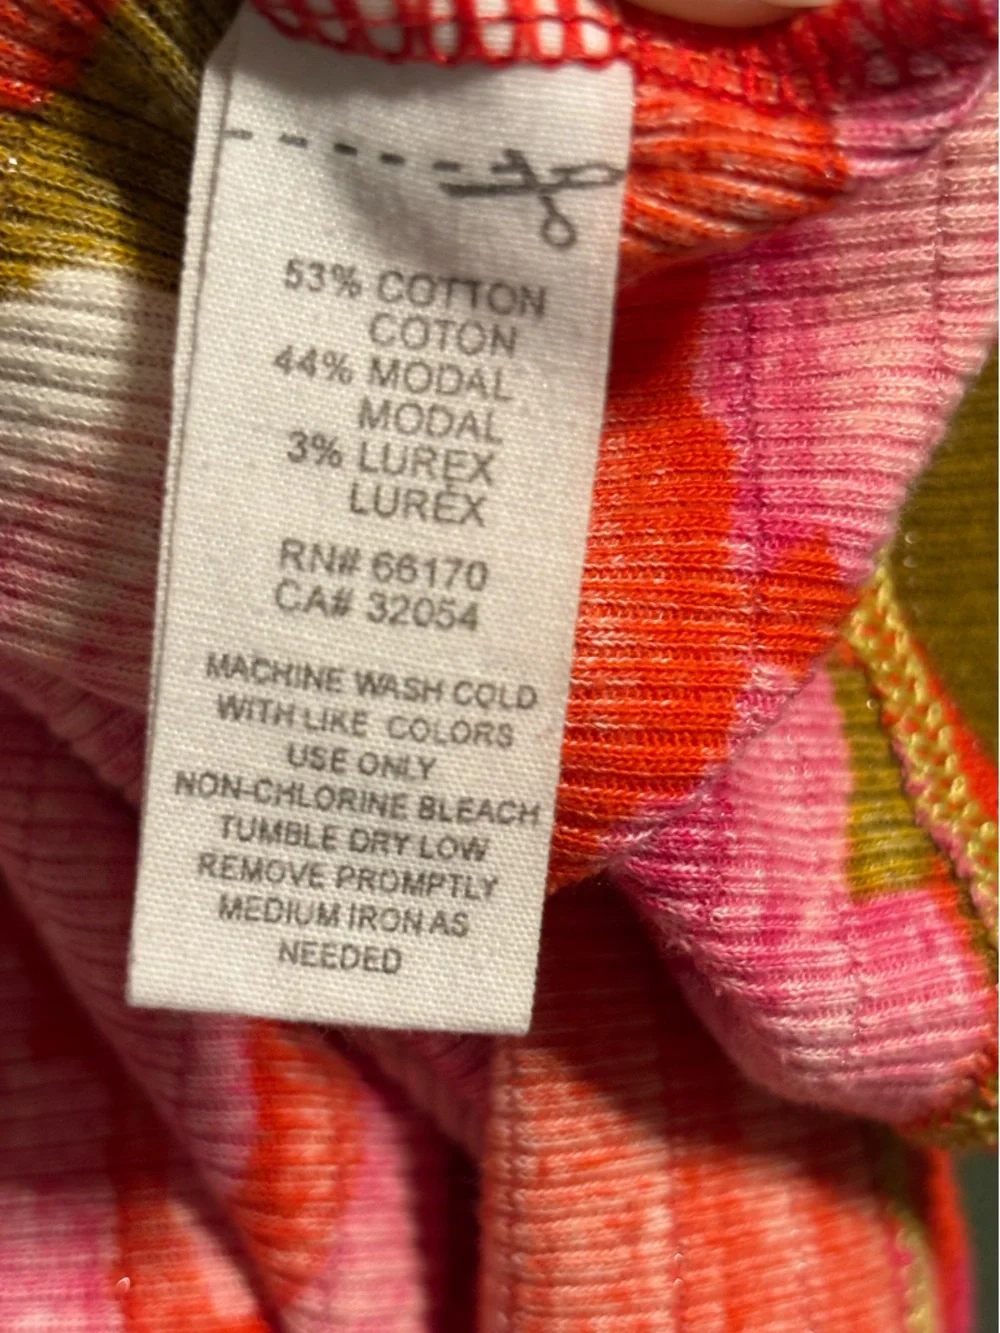 53% COTTON
COTON
44% MODAL
MODAL
3% LUREX
LUREX
RN# 66170
CA# 32054
MACHINE WASH COLD
WITH LIKE COLORS
USE ONLY
NON-CHLORINE BLEACH
TUMBLE DRY LOW
REMOVE PROMPTLY
MEDIUM IRON AS
NEEDED